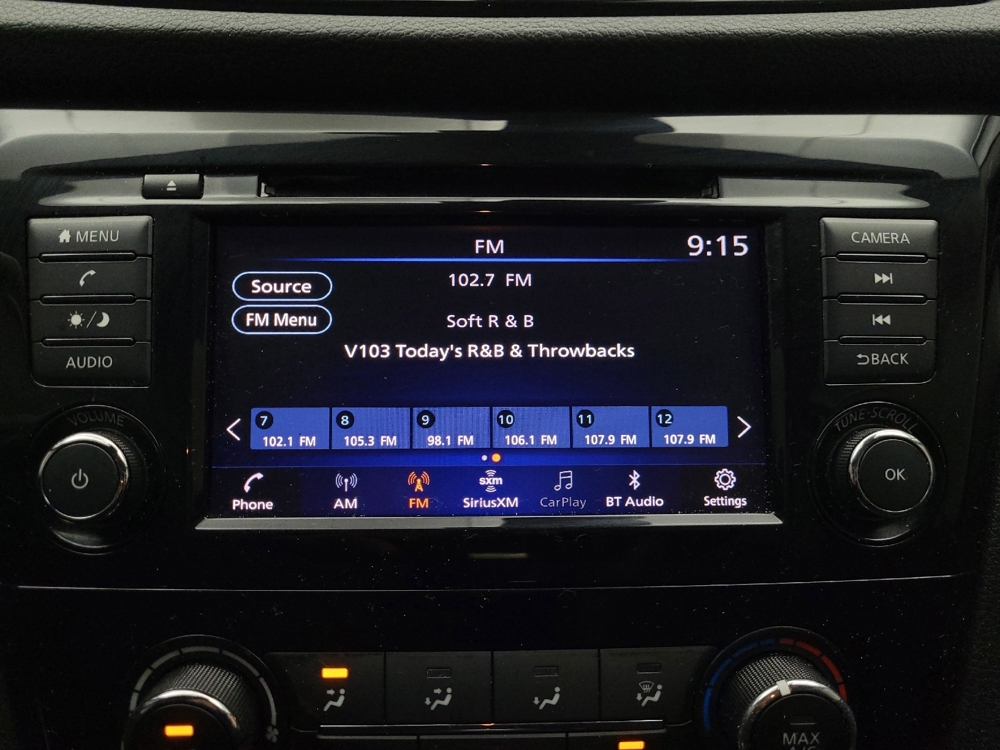 MENU
AUDIO
VOLUME
FM
9:15
Source
102.7 FM
FM Menu
Soft R & B
V103 Today's R&B & Throwbacks
7 8 9 10 11 12
102.1 FM 105.3 FM 98.1 FM 106.1 FM 107.9 FM 107.9 FM
sxm
Phone AM FM SiriusXM CarPlay BT Audio Settings
CAMERA
BACK
TUNE·SCROLL
OK
MAX